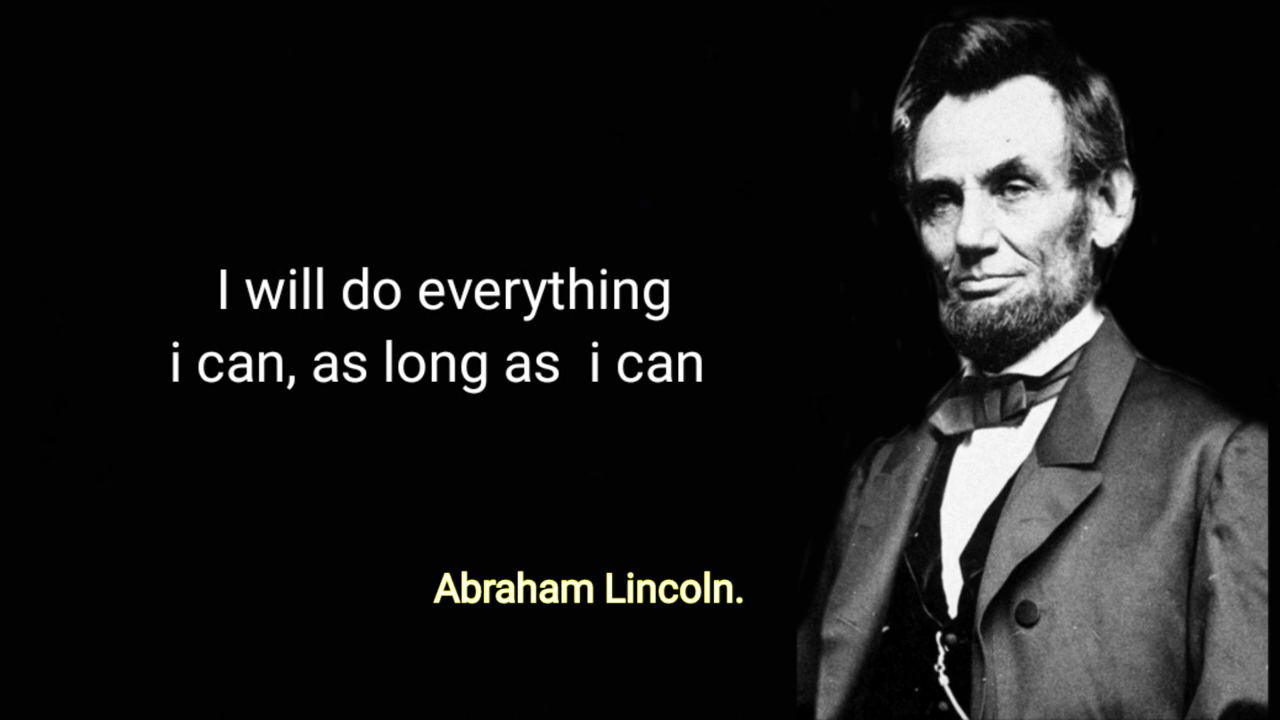 I will do everything
i can, as long as  i can
Abraham Lincoln.